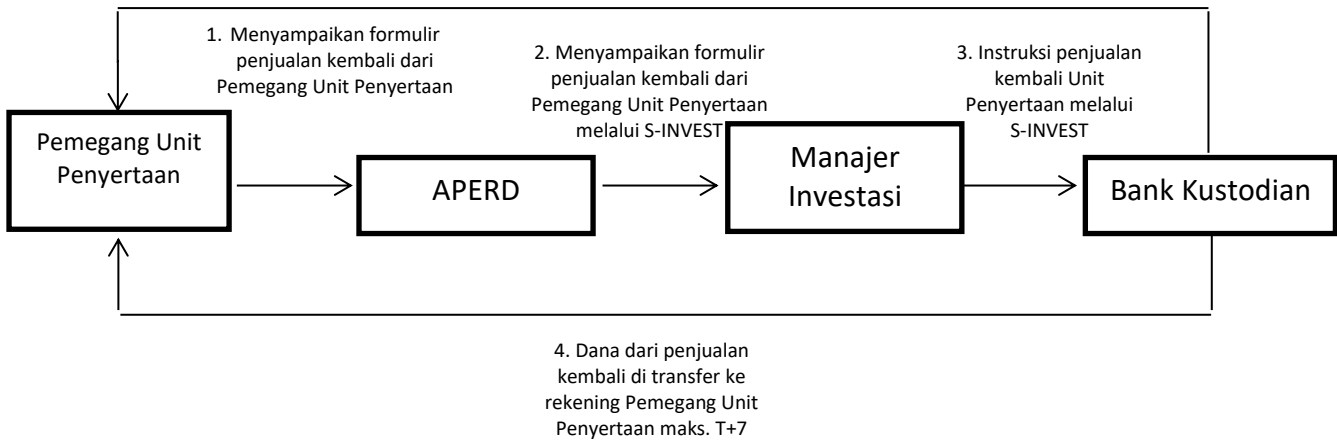 1. Menyampaikan formulir
penjualan kembali dari
Pemegang Unit Penyertaan
2. Menyampaikan formulir
penjualan kembali dari
Pemegang Unit Penyertaan
melalui S-INVEST
3. Instruksi penjualan
kembali Unit
Penyertaan melalui
S-INVEST
Pemegang Unit
Penyertaan
APERD
Manajer
Investasi
Bank Kustodian
4. Dana dari penjualan
kembali di transfer ke
rekening Pemegang Unit
Penyertaan maks. T+7